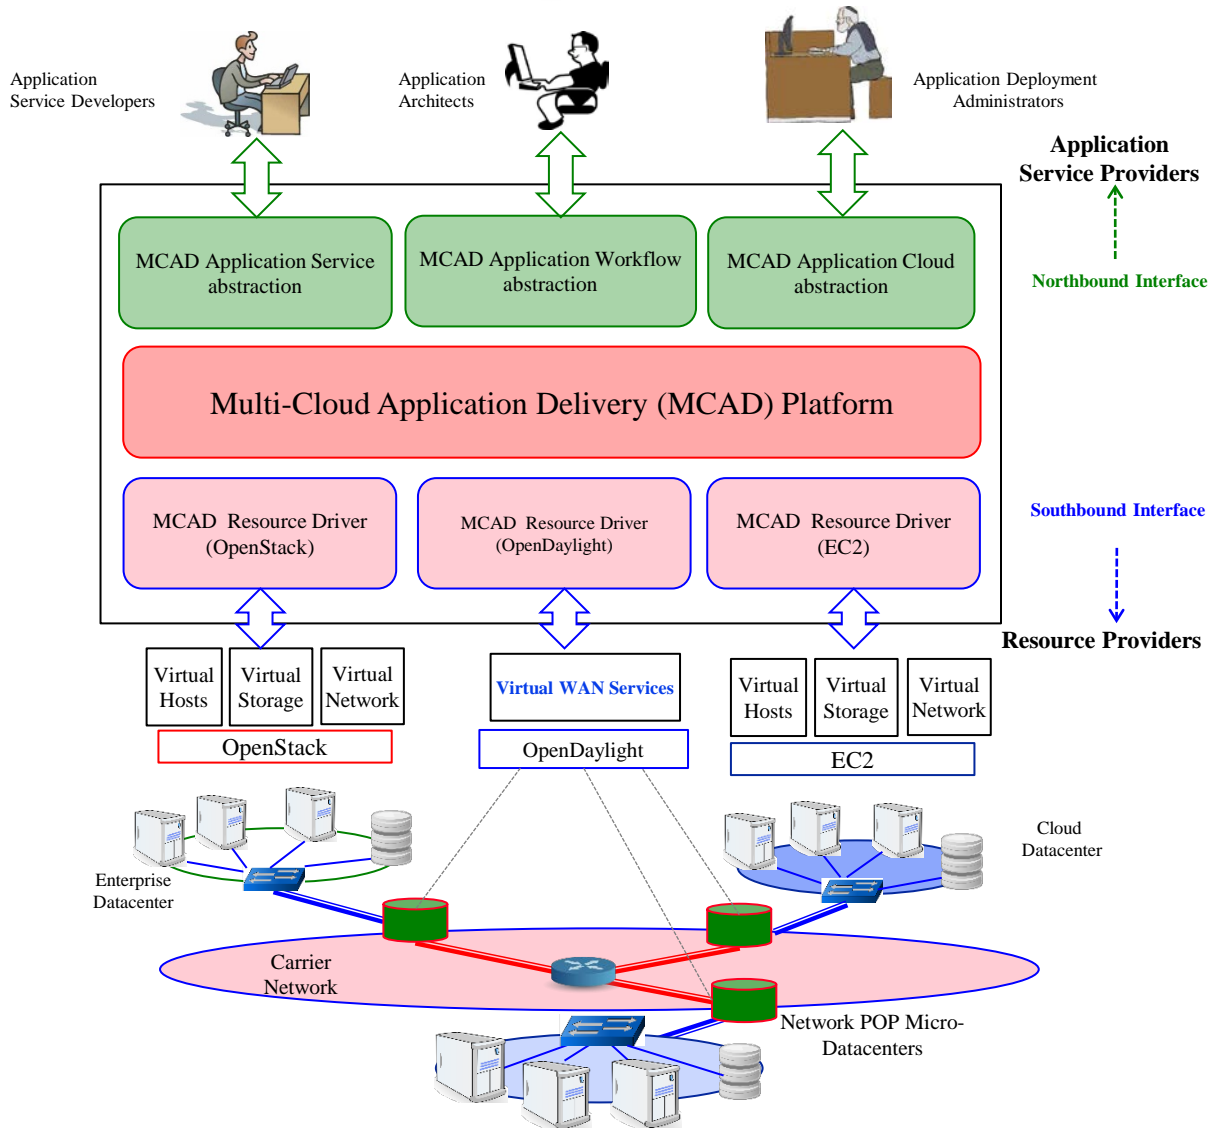 Application
Service Developers
Application
Architects
Application Deployment
Administrators
Application
Service Providers
MCAD Application Service
abstraction
MCAD Application Workflow
abstraction
MCAD Application Cloud
abstraction
Northbound Interface
Multi-Cloud Application Delivery (MCAD) Platform
MCAD Resource Driver
(OpenStack)
MCAD Resource Driver
(OpenDaylight)
MCAD Resource Driver
(EC2)
Southbound Interface
Resource Providers
Virtual
Hosts
Virtual
Storage
Virtual
Network
OpenStack
Virtual WAN Services
OpenDaylight
Virtual
Hosts
Virtual
Storage
Virtual
Network
EC2
Enterprise
Datacenter
Cloud
Datacenter
Carrier
Network
Network POP Micro-
Datacenters